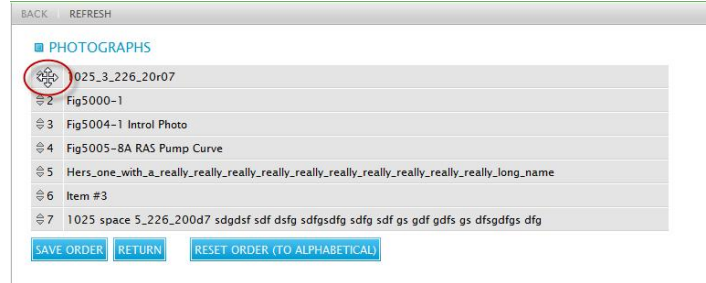 BACK REFRESH
PHOTOGRAPHS
1025_3_226_20r07
2 Fig5000-1
3 Fig5004-1 Introl Photo
4 Fig5005-8A RAS Pump Curve
5 Hers_one_with_a_really_really_really_really_really_really_really_really_really_really_long_name
6 Item #3
7 1025 space 5_226_200d7 sdgdsf sdf dsfg sdfgsdfg sdfg sdf gs gdf gdfs gs dfsgdfgs dfg
SAVE ORDER RETURN RESET ORDER (TO ALPHABETICAL)